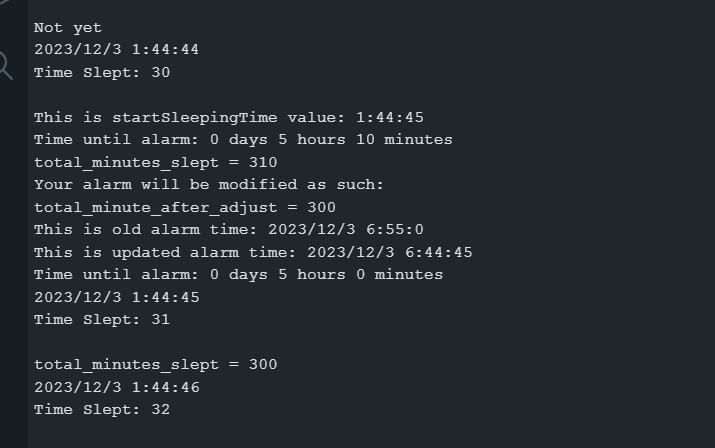 Not yet
2023/12/3 1:44:44
Time Slept: 30
This is startSleepingTime value: 1:44:45
Time until alarm: 0 days 5 hours 10 minutes
total_minutes_slept = 310
Your alarm will be modified as such:
total_minute_after_adjust = 300
This is old alarm time: 2023/12/3 6:55:0
This is updated alarm time: 2023/12/3 6:44:45
Time until alarm: 0 days 5 hours 0 minutes
2023/12/3 1:44:45
Time Slept: 31
total_minutes_slept = 300
2023/12/3 1:44:46
Time Slept: 32